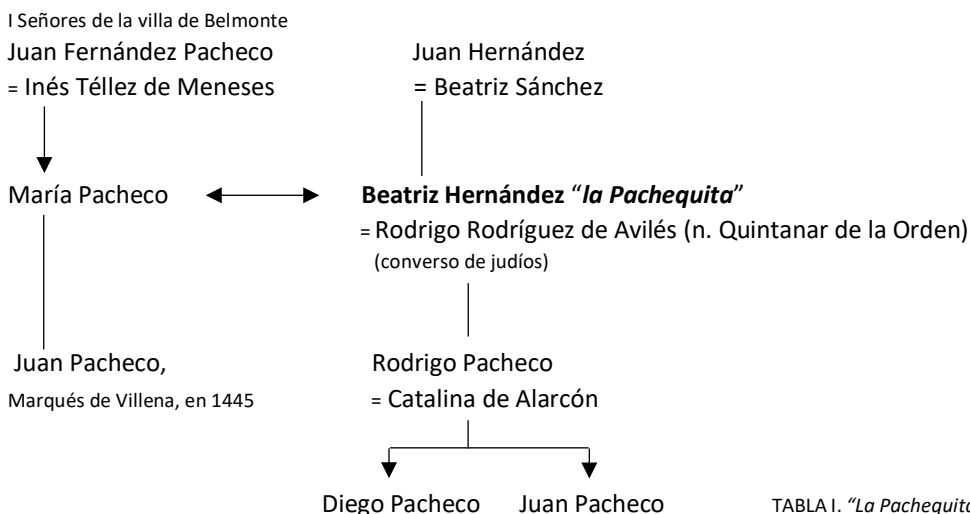 I Señores de la villa de Belmonte
Juan Fernández Pacheco Juan Hernández
= Inés Téllez de Meneses = Beatriz Sánchez
María Pacheco Beatriz Hernández “la Pachequita”
= Rodrigo Rodríguez de Avilés (n. Quintanar de la Orden)
(converso de judíos)
Juan Pacheco, Rodrigo Pacheco
Marqués de Villena, en 1445 = Catalina de Alarcón
Diego Pacheco Juan Pacheco TABLA I. “La Pachequita